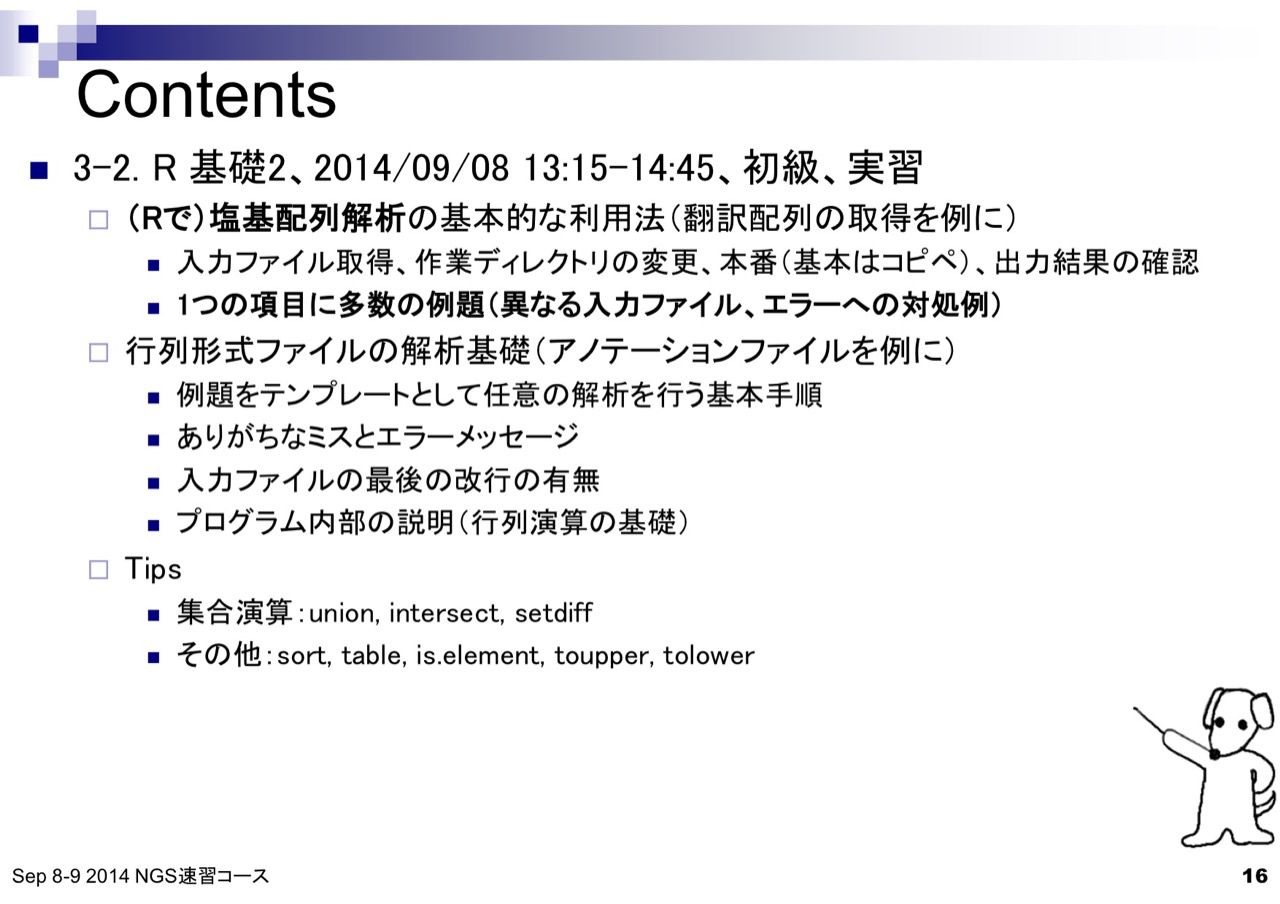 Contents
3-2. R 基礎2、2014/09/08 13:15-14:45、初級、実習
(Rで)塩基配列解析の基本的な利用法(翻訳配列の取得を例に)
入力ファイル取得、作業ディレクトリの変更、本番(基本はコピペ)、出力結果の確認
1つの項目に多数の例題(異なる入力ファイル、エラーへの対処例)
行列形式ファイルの解析基礎(アノテーションファイルを例に)
例題をテンプレートとして任意の解析を行う基本手順
ありがちなミスとエラーメッセージ
入力ファイルの最後の改行の有無
プログラム内部の説明(行列演算の基礎)
Tips
集合演算:union, intersect, setdiff
その他:sort, table, is.element, toupper, tolower
Sep 8-9 2014 NGS速習コース
16